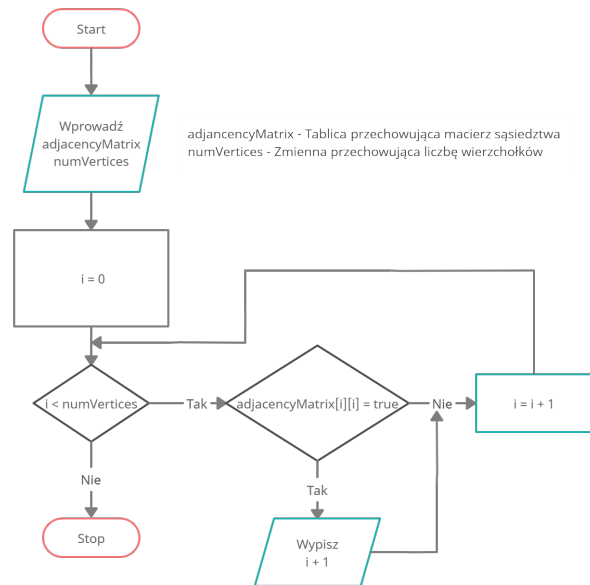 Start
Wprowadź
adjacencyMatrix
numVertices
adjancencyMatrix - Tablica przechowująca macierz sąsiedztwa
numVertices - Zmienna przechowująca liczbę wierzchołków
i = 0
i < numVertices
Tak
adjacencyMatrix[i][i] = true
Nie
i = i + 1
Nie
Tak
Stop
Wypisz
i + 1